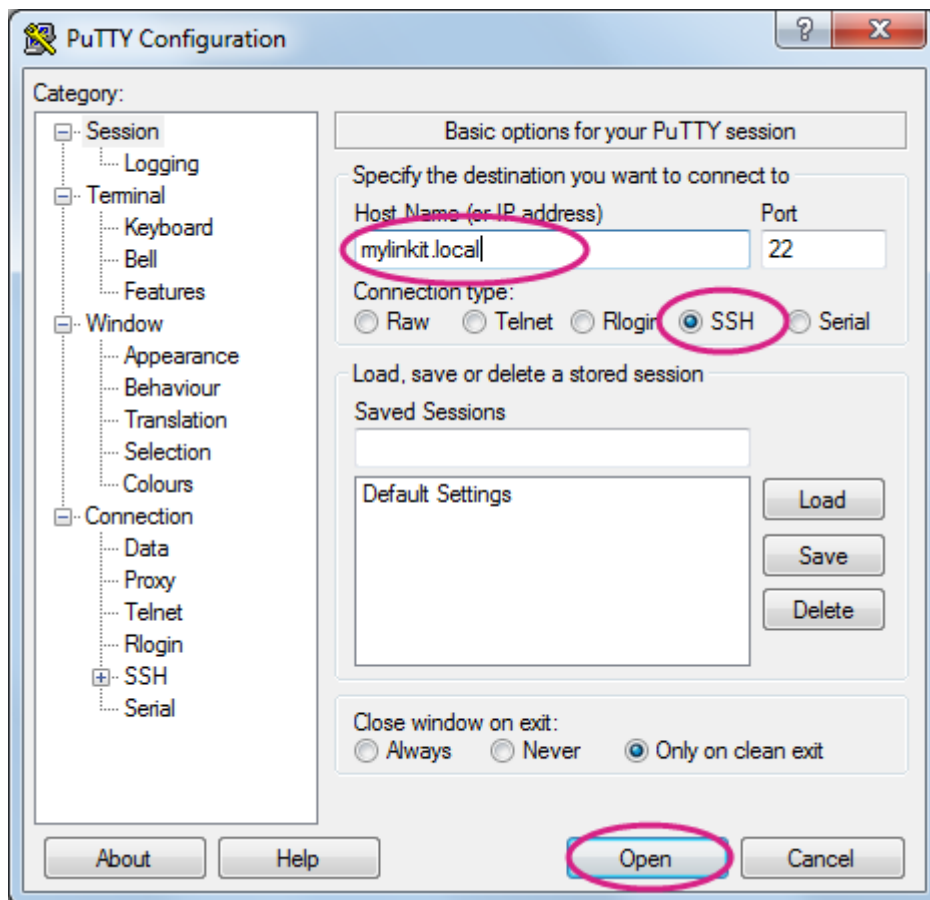 PuTTY Configuration
?
X
Category:
Session
Logging
Terminal
Keyboard
Bell
Features
Window
Appearance
Behaviour
Translation
Selection
Colours
Connection
Data
Proxy
Telnet
Rlogin
SSH
Serial
Basic options for your PuTTY session
Specify the destination you want to connect to
Host Name (or IP address) Port
mylinkit.local 22
Connection type:
Raw Telnet Rlogin SSH Serial
Load, save or delete a stored session
Saved Sessions
Default Settings
Load
Save
Delete
Close window on exit:
Always Never Only on clean exit
About Help Open Cancel